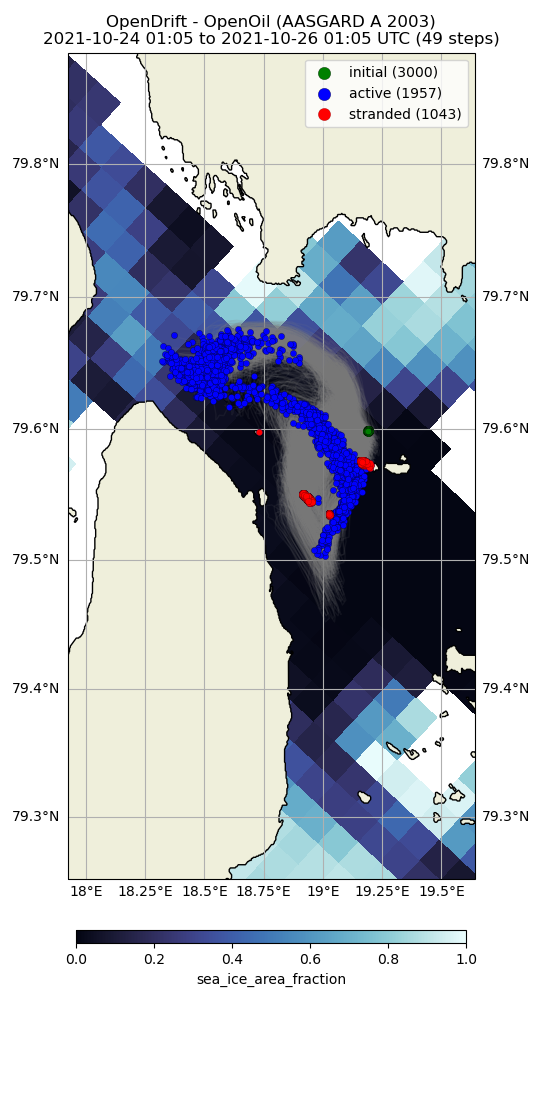 OpenDrift - OpenOil (AASGARD A 2003)
2021-10-24 01:05 to 2021-10-26 01:05 UTC (49 steps)
initial (3000)
active (1957)
stranded (1043)
79.8°N 79.8°N
79.7°N 79.7°N
79.6°N 79.6°N
79.5°N 79.5°N
79.4°N 79.4°N
79.3°N 79.3°N
18°E 18.25°E 18.5°E 18.75°E 19°E 19.25°E 19.5°E
0.0 0.2 0.4 0.6 0.8 1.0
sea_ice_area_fraction